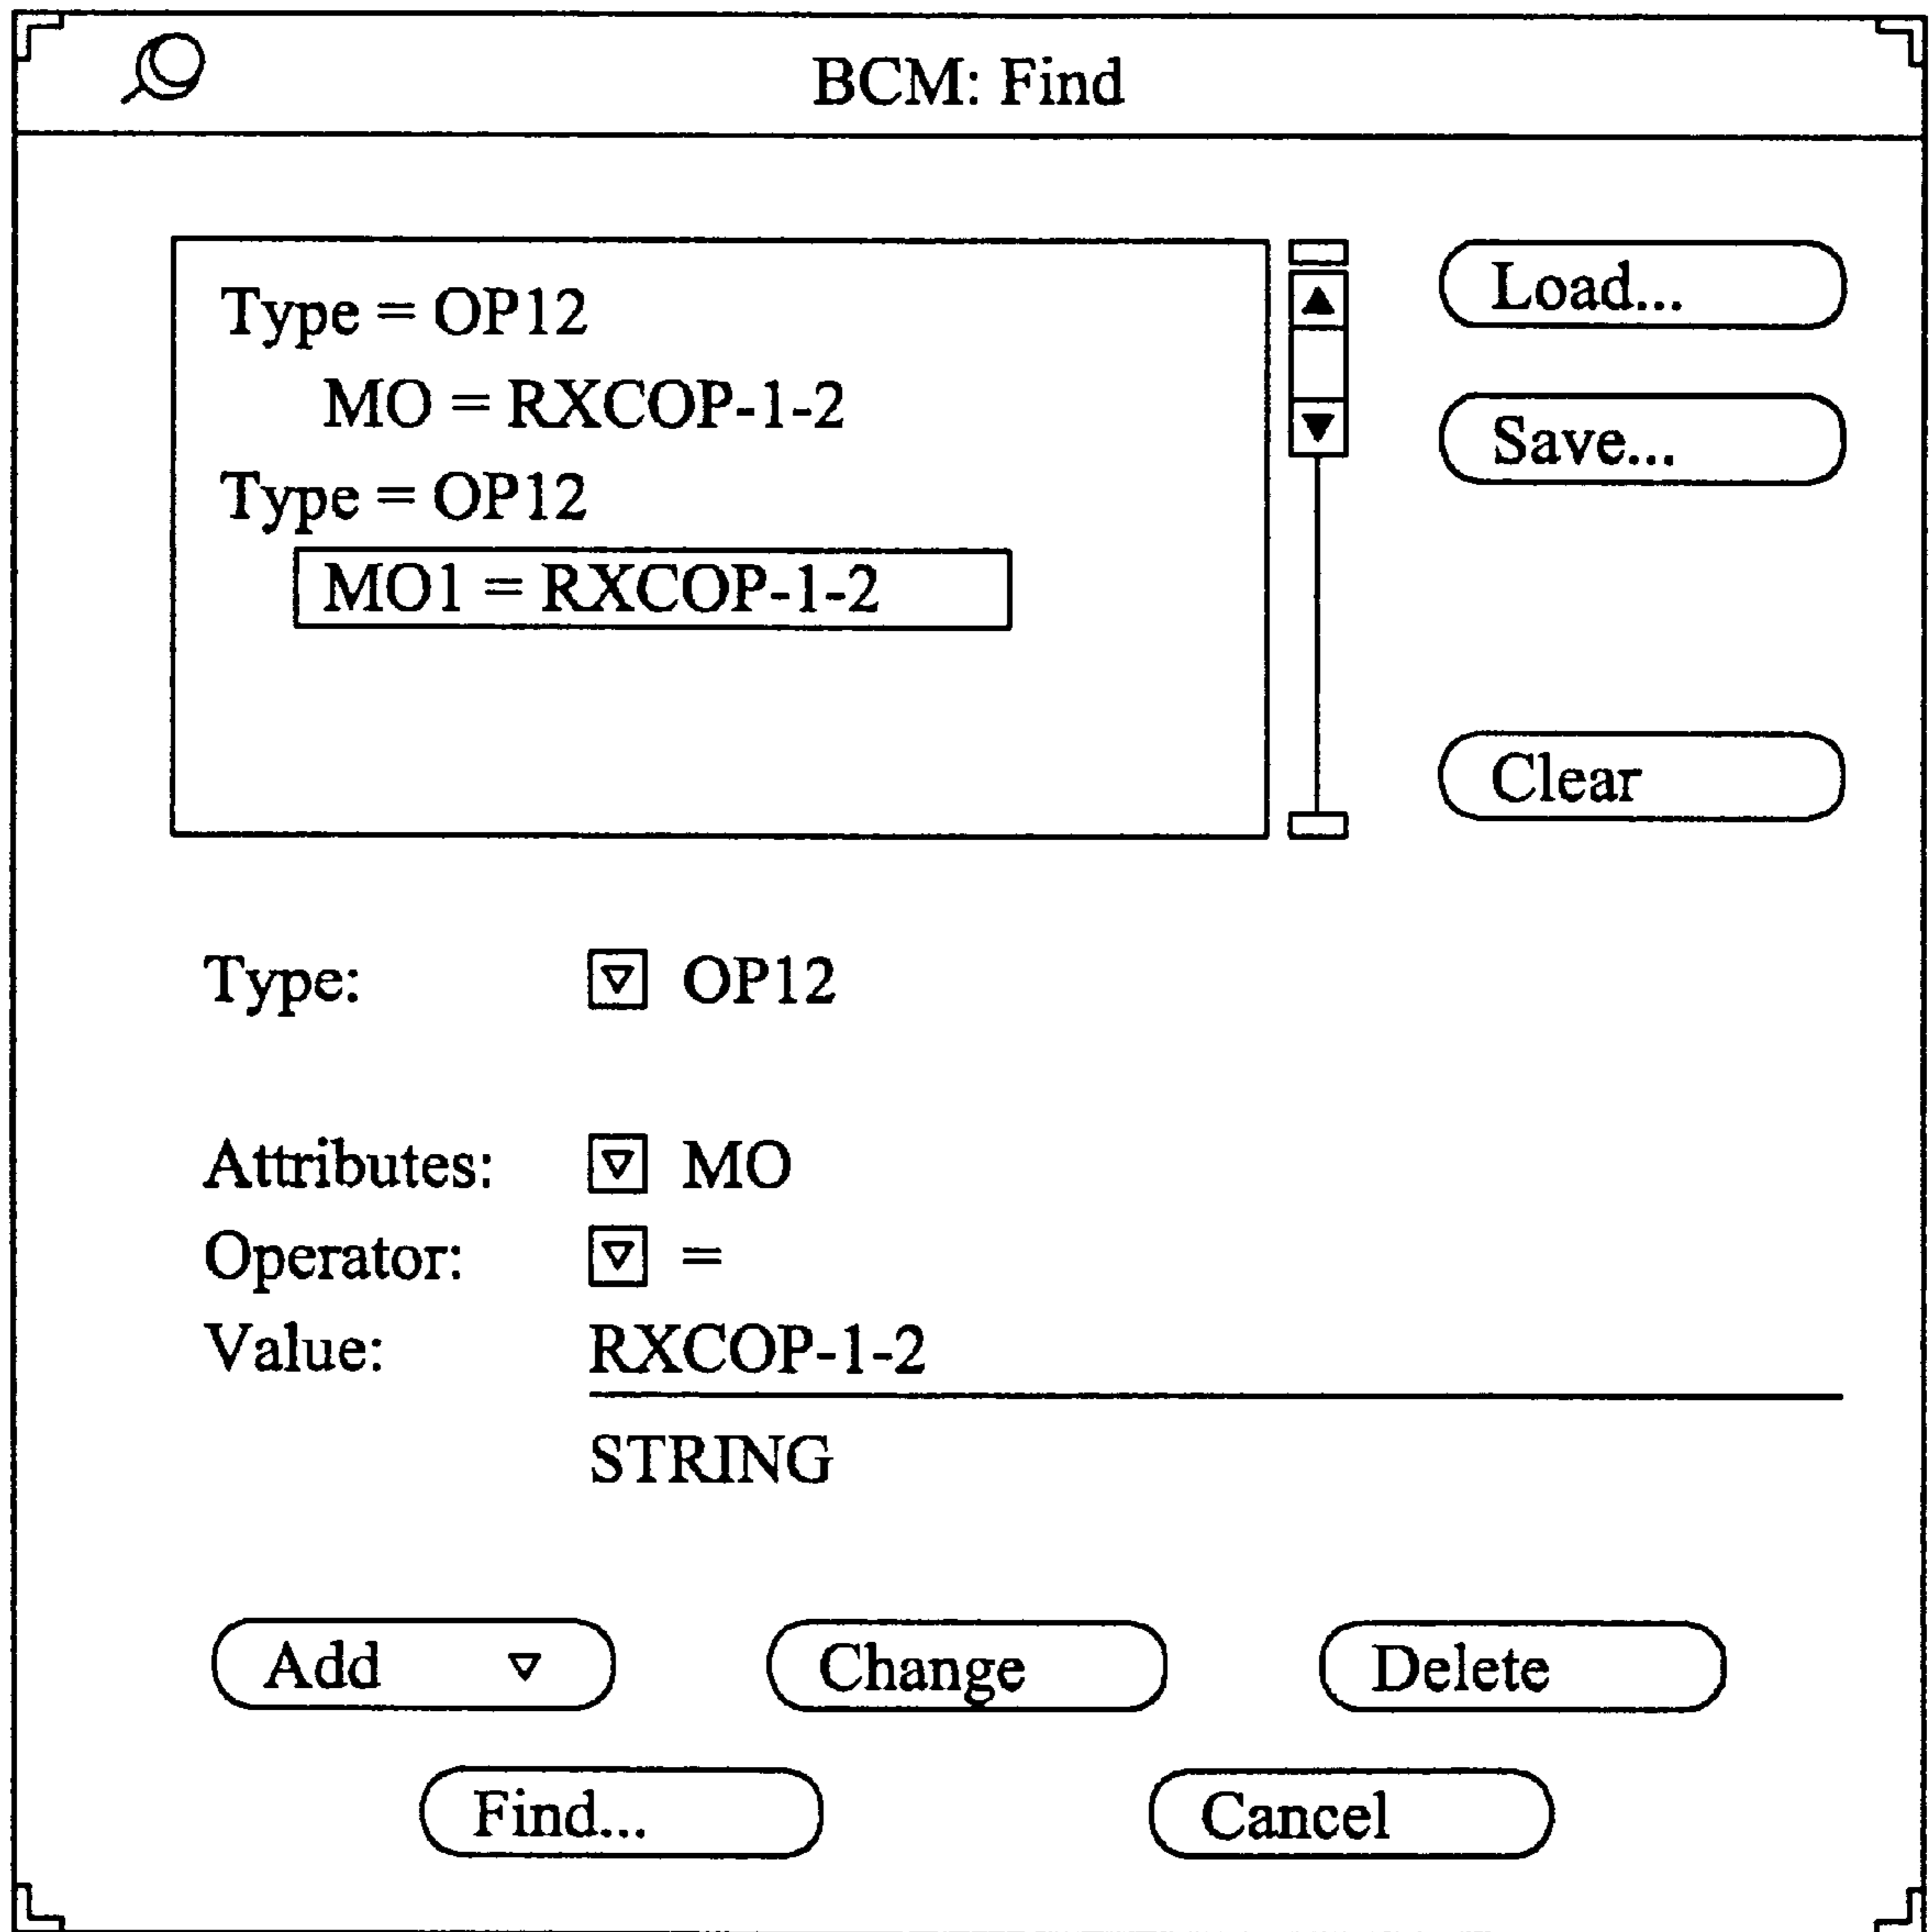 BCM: Find
Type = OP12
MO = RXCOP-1-2
Type = OP12
MO1 = RXCOP-1-2
Load...
Save...
Clear
Type: OP12
Attributes: MO
Operator: =
Value: RXCOP-1-2
STRING
Add Change Delete
Find... Cancel